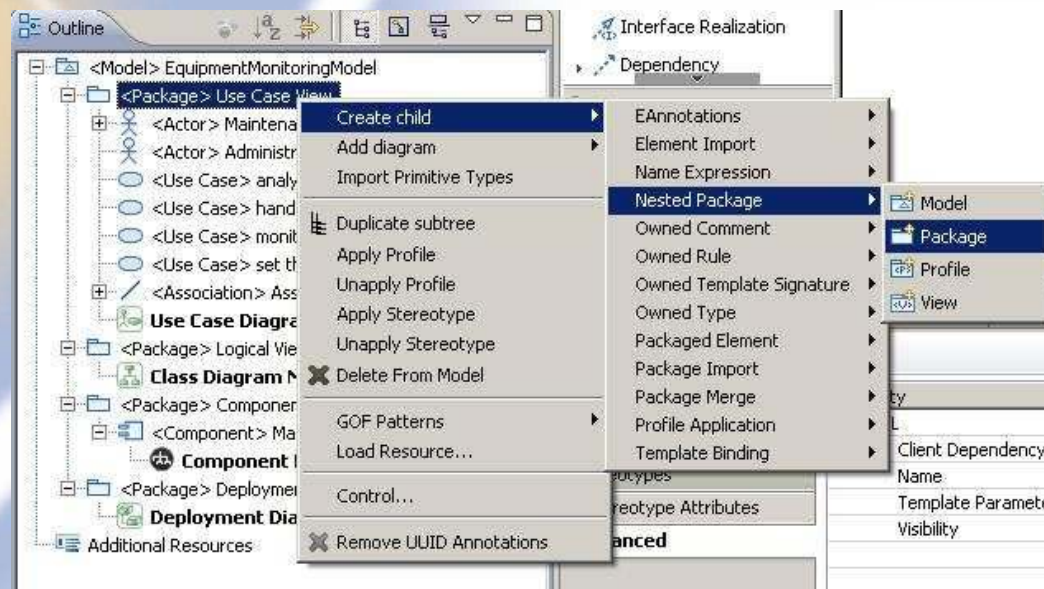 Outline
<Model> EquipmentMonitoringModel
<Package> Use Case View
<Actor> Maintena
<Actor> Administr
<Use Case> analy
<Use Case> hand
<Use Case> monit
<Use Case> set th
<Association> Ass
Use Case Diagra
<Package> Logical Vie
Class Diagram
<Package> Componen
<Component> Ma
Component
<Package> Deploymen
Deployment Dia
Additional Resources
Create child
Add diagram
Import Primitive Types
Duplicate subtree
Apply Profile
Unapply Profile
Apply Stereotype
Unapply Stereotype
Delete From Model
GOF Patterns
Load Resource...
Control...
Remove UUID Annotations
Interface Realization
Dependency
EAnnotations
Element Import
Name Expression
Nested Package
Owned Comment
Owned Rule
Owned Template Signature
Owned Type
Packaged Element
Package Import
Package Merge
Profile Application
Template Binding
Model
Package
Profile
View
eotypes
reotype Attributes
anced
ty
L
Client Dependency
Name
Template Paramete
Visibility